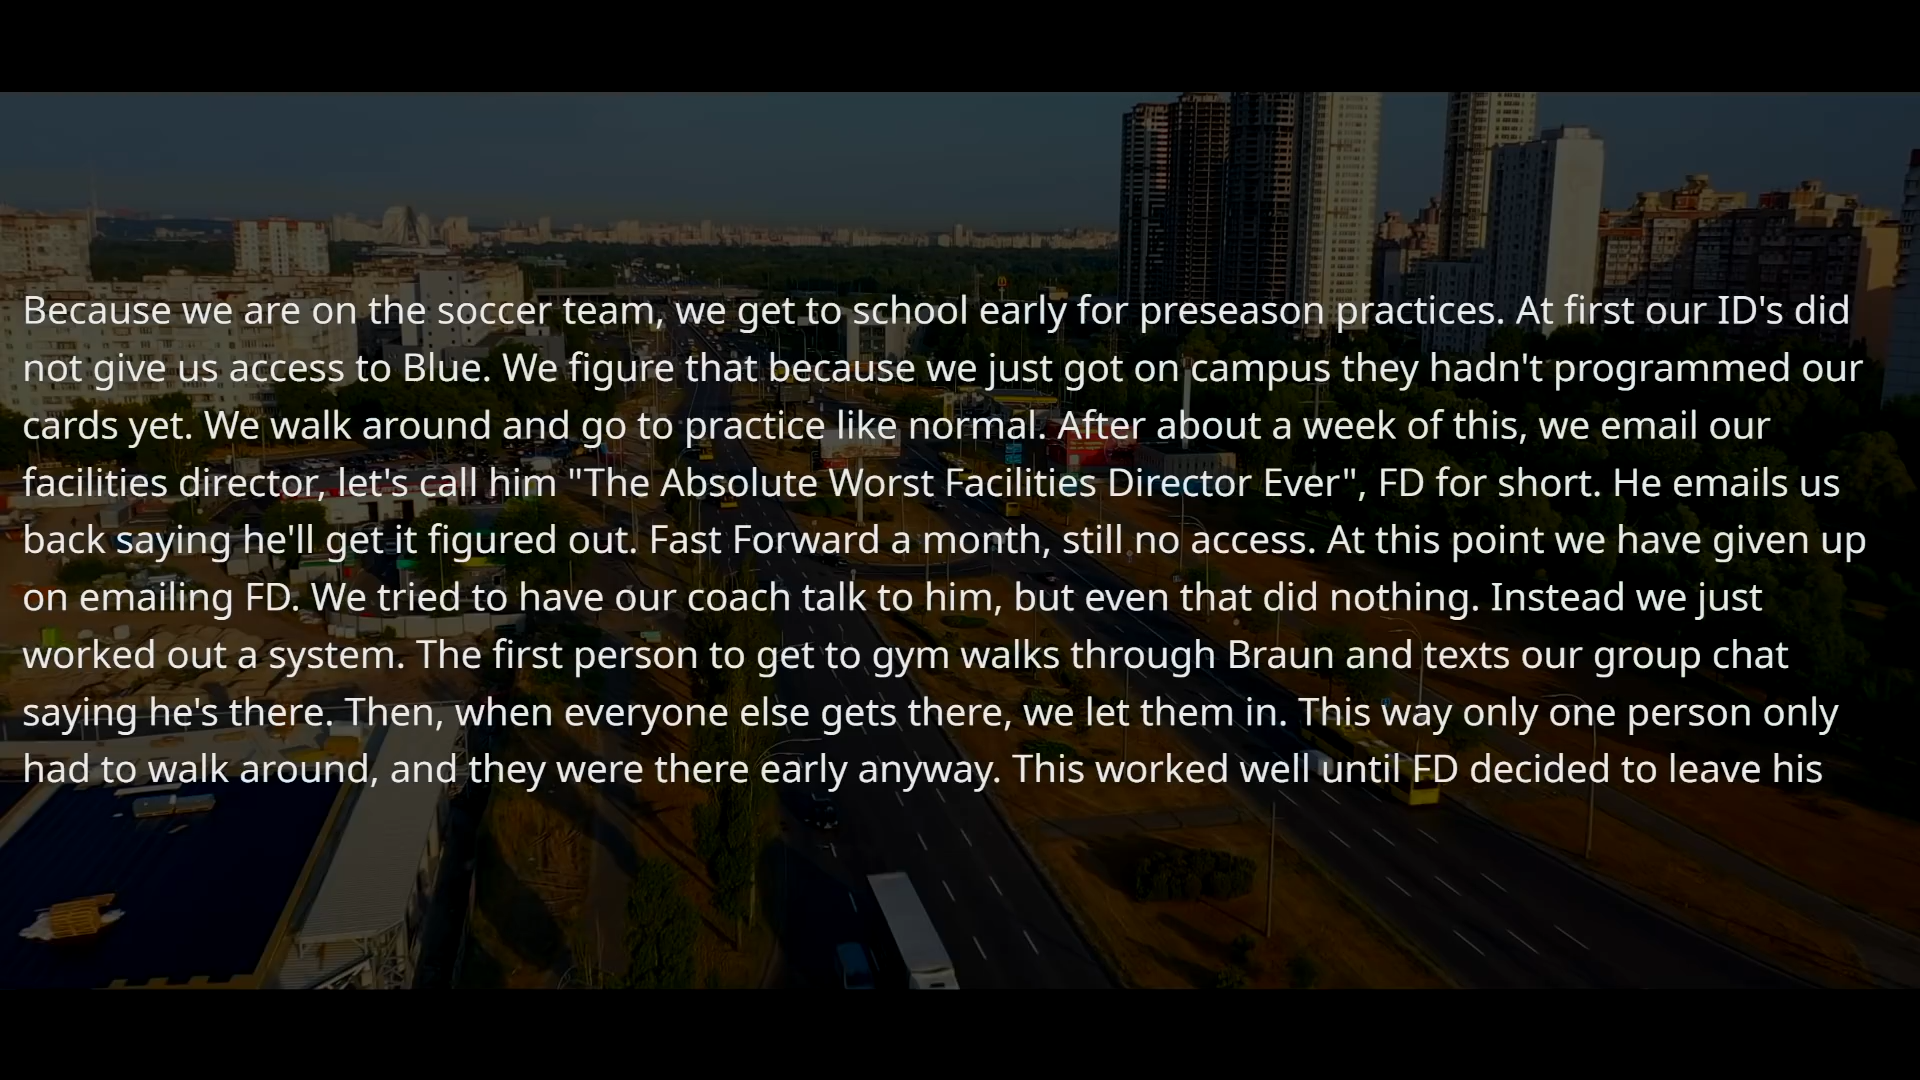 Because we are on the soccer team, we get to school early for preseason practices. At first our ID's did
not give us access to Blue. We figure that because we just got on campus they hadn't programmed our
cards yet. We walk around and go to practice like normal. After about a week of this, we email our
facilities director, let's call him "The Absolute Worst Facilities Director Ever", FD for short. He emails us
back saying he'll get it figured out. Fast Forward a month, still no access. At this point we have given up
on emailing FD. We tried to have our coach talk to him, but even that did nothing. Instead we just
worked out a system. The first person to get to gym walks through Braun and texts our group chat
saying he's there. Then, when everyone else gets there, we let them in. This way only one person only
had to walk around, and they were there early anyway. This worked well until FD decided to leave his